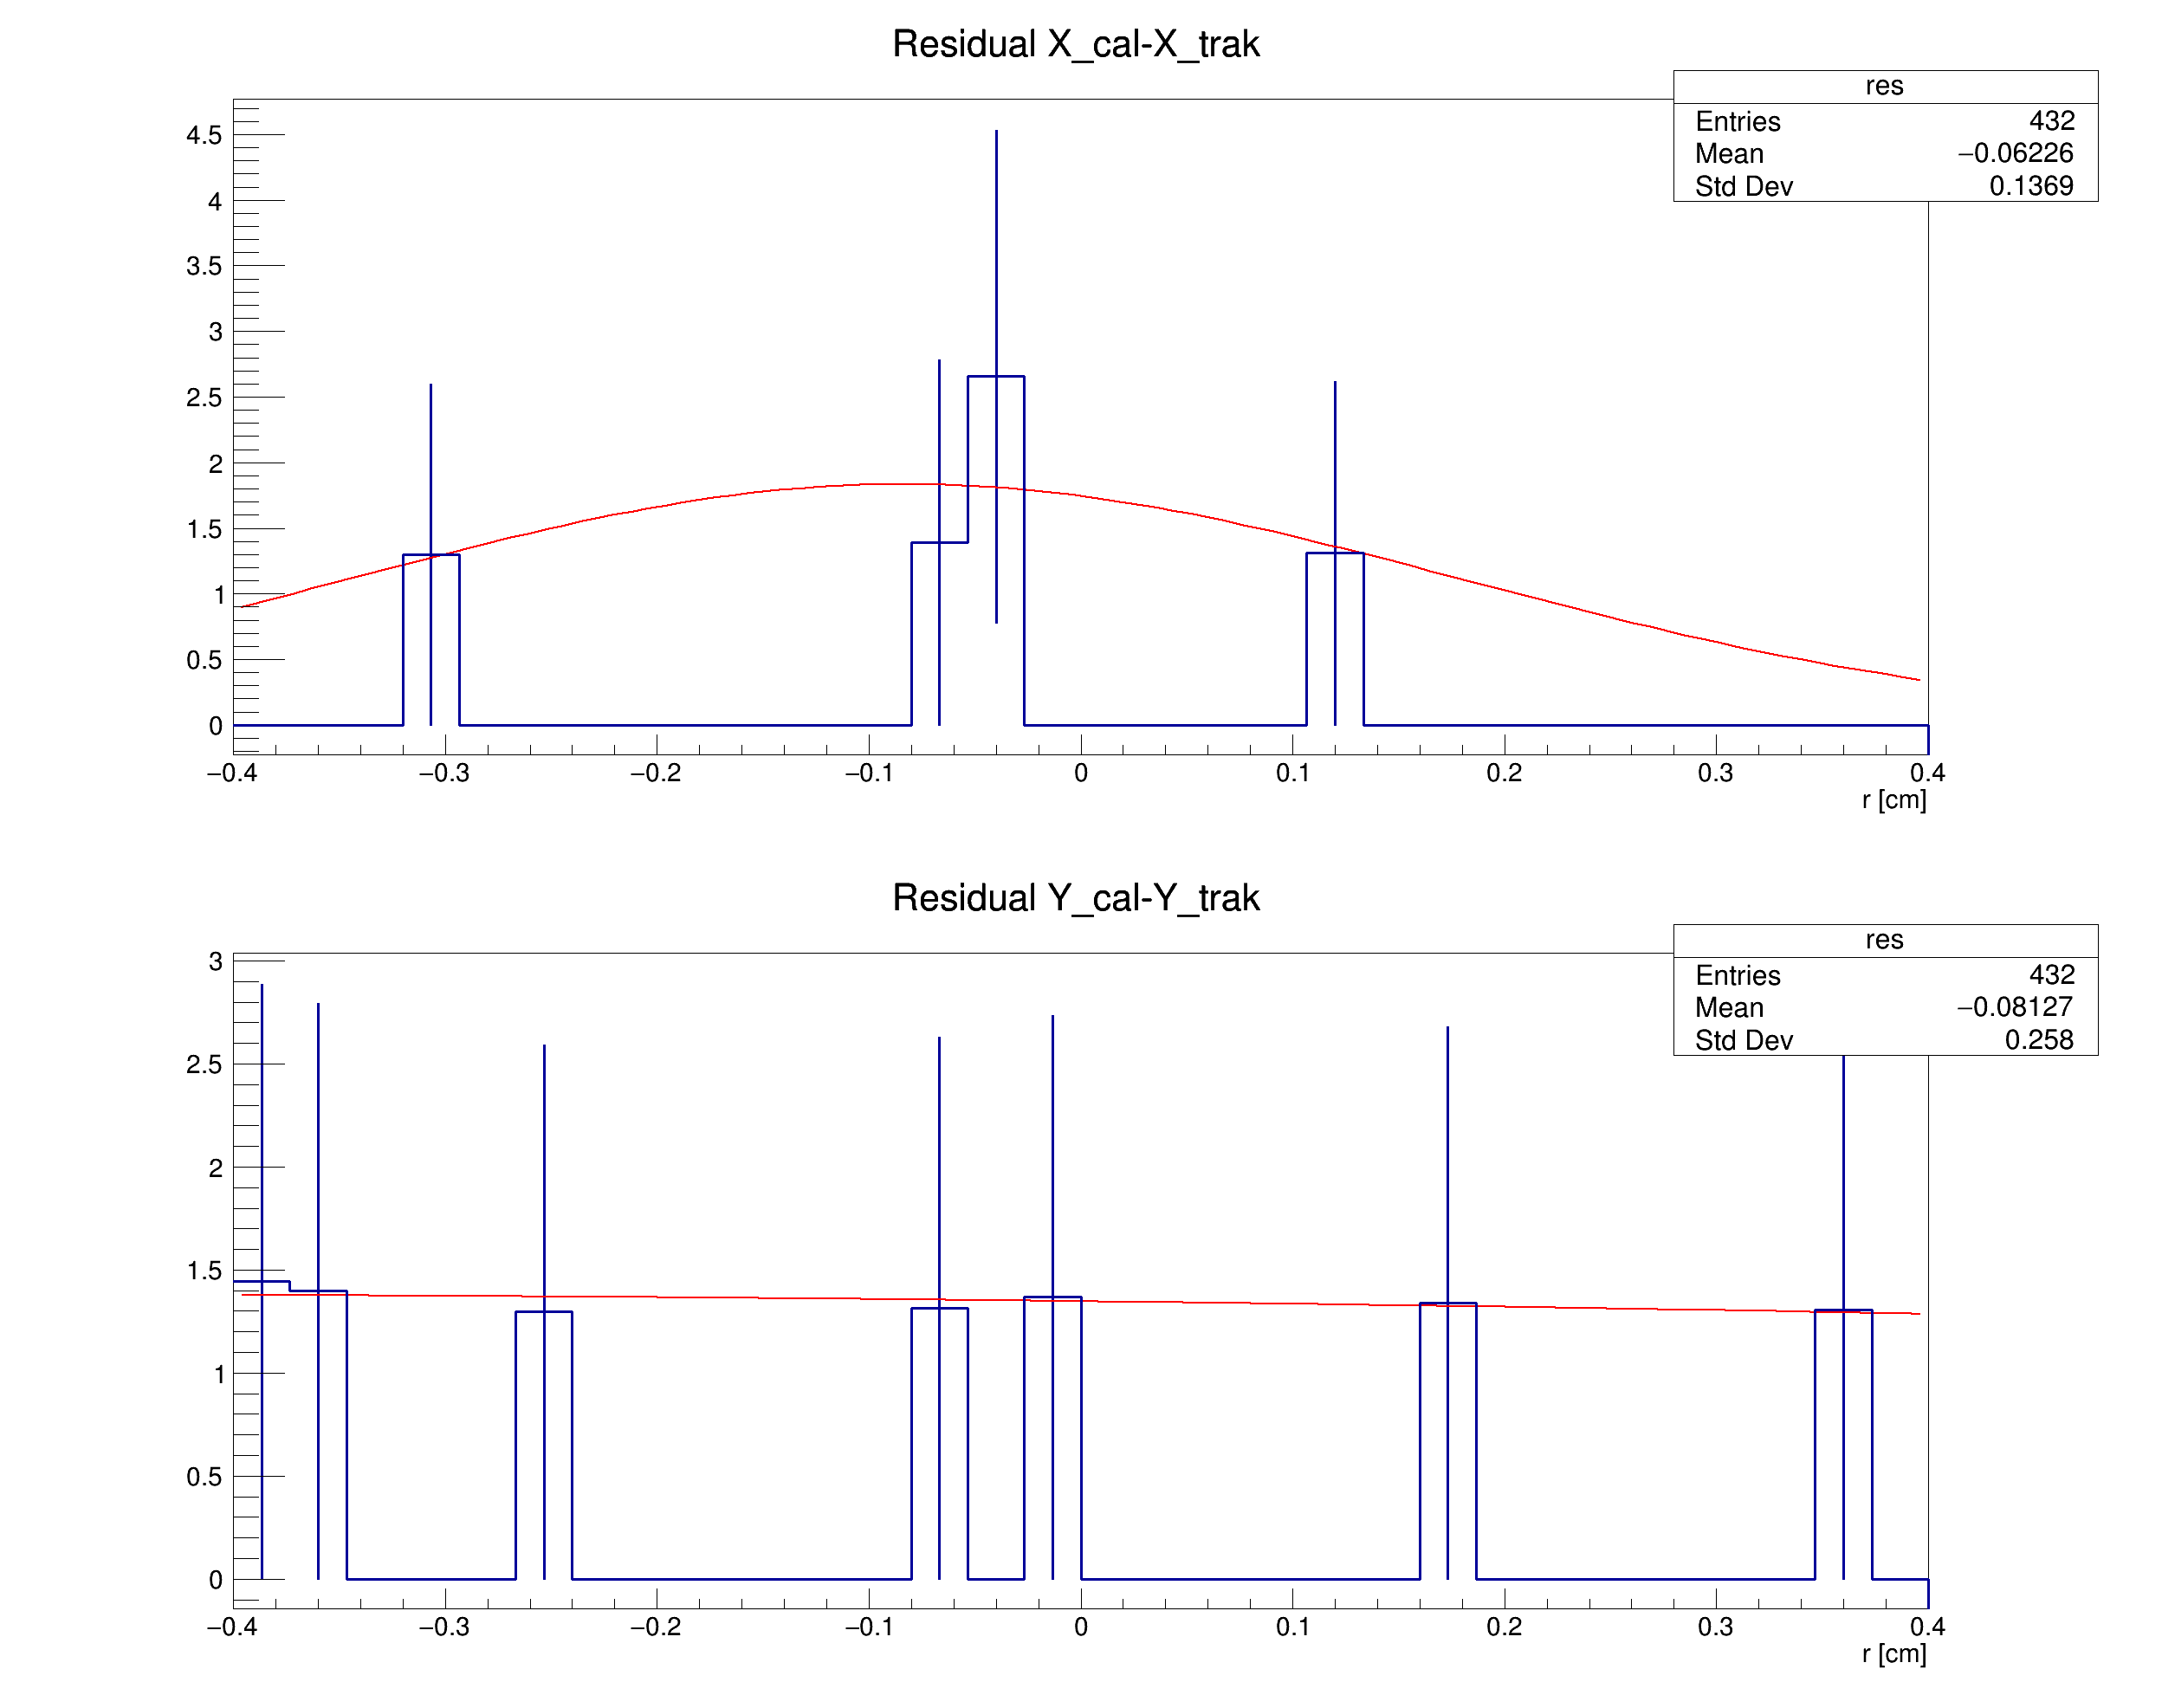 Residual X_cal-X_trak
res
Entries 432
Mean −0.06226
Std Dev 0.1369
4.5
4
3.5
3
2.5
2
1.5
1
0.5
0
−0.4 −0.3 −0.2 −0.1 0 0.1 0.2 0.3 0.4
r [cm]
Residual Y_cal-Y_trak
res
Entries 432
Mean −0.08127
Std Dev 0.258
3
2.5
2
1.5
1
0.5
0
−0.4 −0.3 −0.2 −0.1 0 0.1 0.2 0.3 0.4
r [cm]